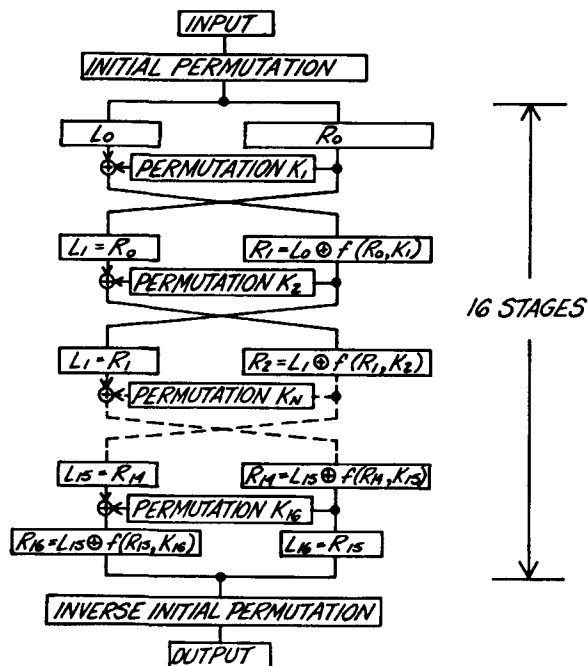 INPUT
INITIAL PERMUTATION
L0 R0
PERMUTATION K1
L1 = R0 R1 = L0 ⊕ f (R0, K1)
PERMUTATION K2
16 STAGES
L1 = R1 R2 = L1 ⊕ f (R1, K2)
PERMUTATION KN
L15 = R14 R14 = L15 ⊕ f(R14, K15)
PERMUTATION K16
R16 = L15 ⊕ f(R15, K16) L16 = R15
INVERSE INITIAL PERMUTATION
OUTPUT